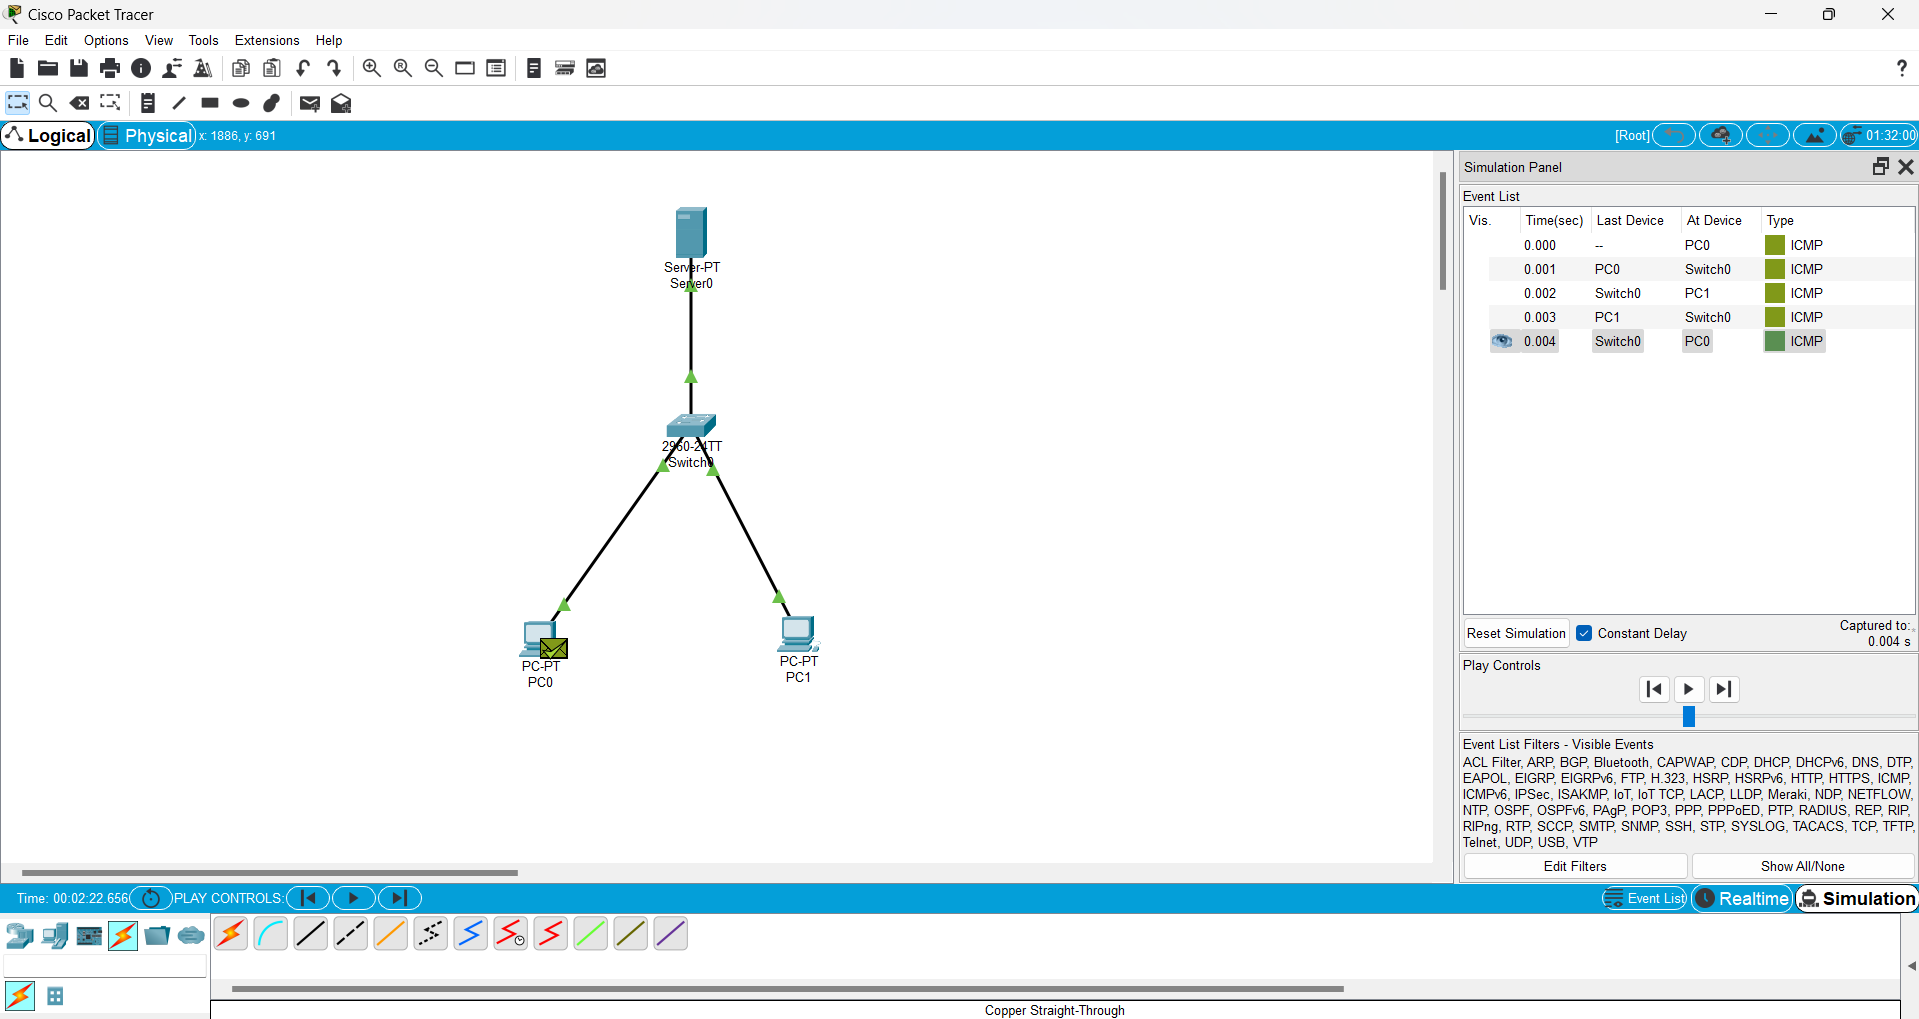 Cisco Packet Tracer
File Edit Options View Tools Extensions Help
Logical Physical x: 1886, y: 691 [Root] 01:32:00
Simulation Panel
Event List
Vis. Time(sec) Last Device At Device Type
0.000 -- PC0 ICMP
0.001 PC0 Switch0 ICMP
0.002 Switch0 PC1 ICMP
0.003 PC1 Switch0 ICMP
0.004 Switch0 PC0 ICMP
Server-PT
Server0
2960-24TT
Switch0
PC-PT
PC0
PC-PT
PC1
Reset Simulation Constant Delay Captured to:
0.004 s
Play Controls
Event List Filters - Visible Events
ACL Filter, ARP, BGP, Bluetooth, CAPWAP, CDP, DHCP, DHCPv6, DNS, DTP,
EAPOL, EIGRP, EIGRPv6, FTP, H.323, HSRP, HSRPv6, HTTP, HTTPS, ICMP,
ICMPv6, IPSec, ISAKMP, IoT, IoT TCP, LACP, LLDP, Meraki, NDP, NETFLOW,
NTP, OSPF, OSPFv6, PAgP, POP3, PPP, PPPoED, PTP, RADIUS, REP, RIP,
RIPng, RTP, SCCP, SMTP, SNMP, SSH, STP, SYSLOG, TACACS, TCP, TFTP,
Telnet, UDP, USB, VTP
Edit Filters Show All/None
Time: 00:02:22.656 PLAY CONTROLS: Event List Realtime Simulation
Copper Straight-Through